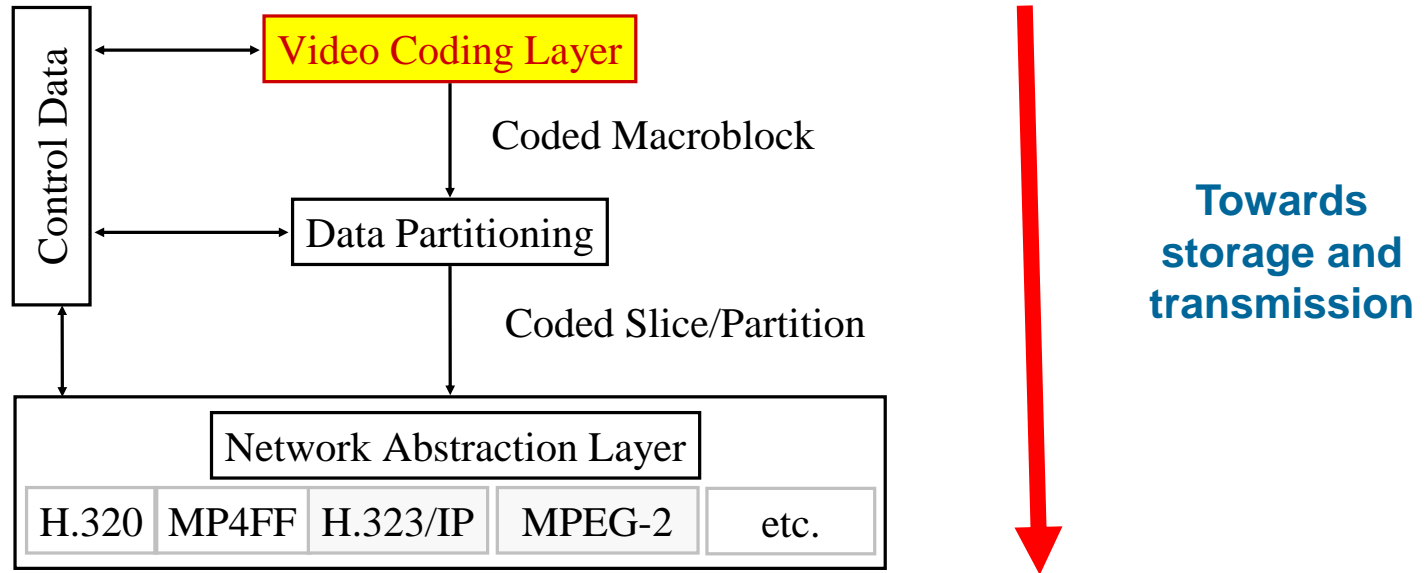 Control Data
Video Coding Layer
Coded Macroblock
Data Partitioning
Coded Slice/Partition
Network Abstraction Layer
H.320 MP4FF H.323/IP MPEG-2 etc.
Towards
storage and
transmission